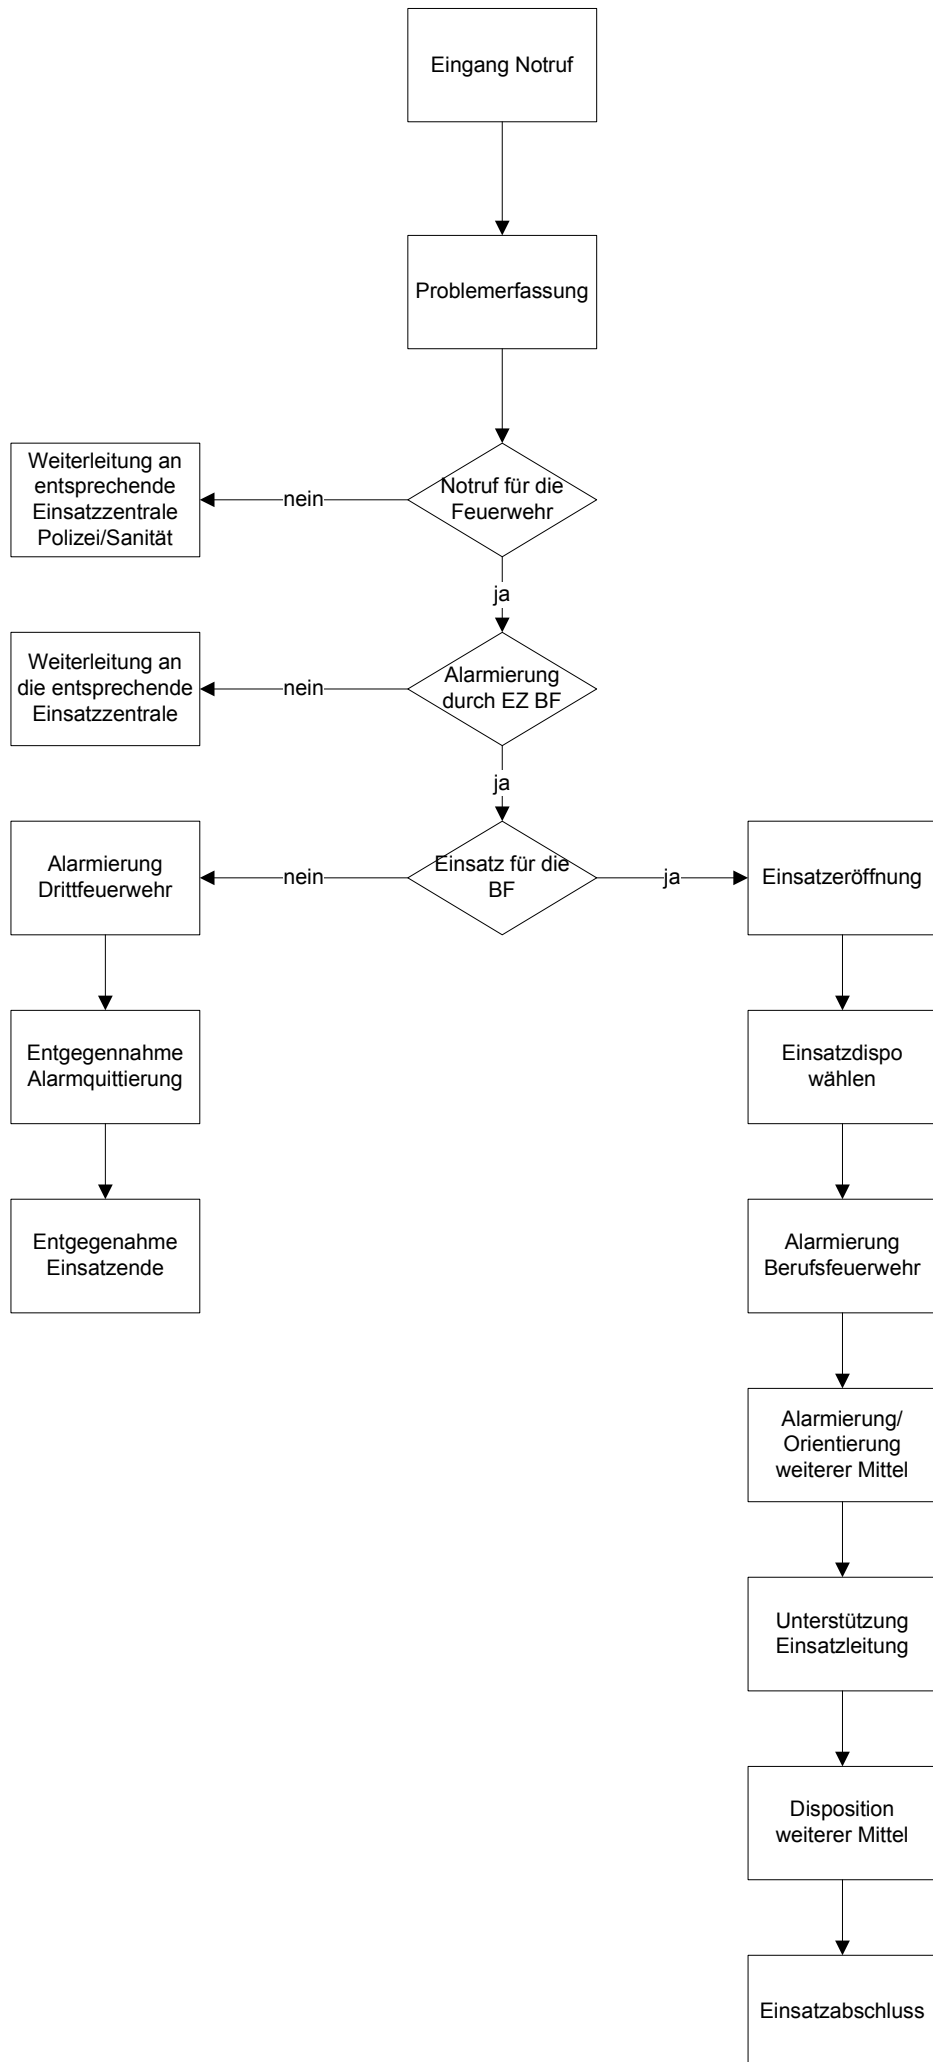 Eingang Notruf
Problemerfassung
Weiterleitung an
entsprechende
Einsatzzentrale
Polizei/Sanität
nein
Notruf für die
Feuerwehr
ja
Weiterleitung an
die entsprechende
Einsatzzentrale
nein
Alarmierung
durch EZ BF
ja
Alarmierung
Drittfeuerwehr
nein
Einsatz für die
BF
ja
Einsatzeröffnung
Entgegennahme
Alarmquittierung
Einsatzdispo
wählen
Entgegenahme
Einsatzende
Alarmierung
Berufsfeuerwehr
Alarmierung/
Orientierung
weiterer Mittel
Unterstützung
Einsatzleitung
Disposition
weiterer Mittel
Einsatzabschluss